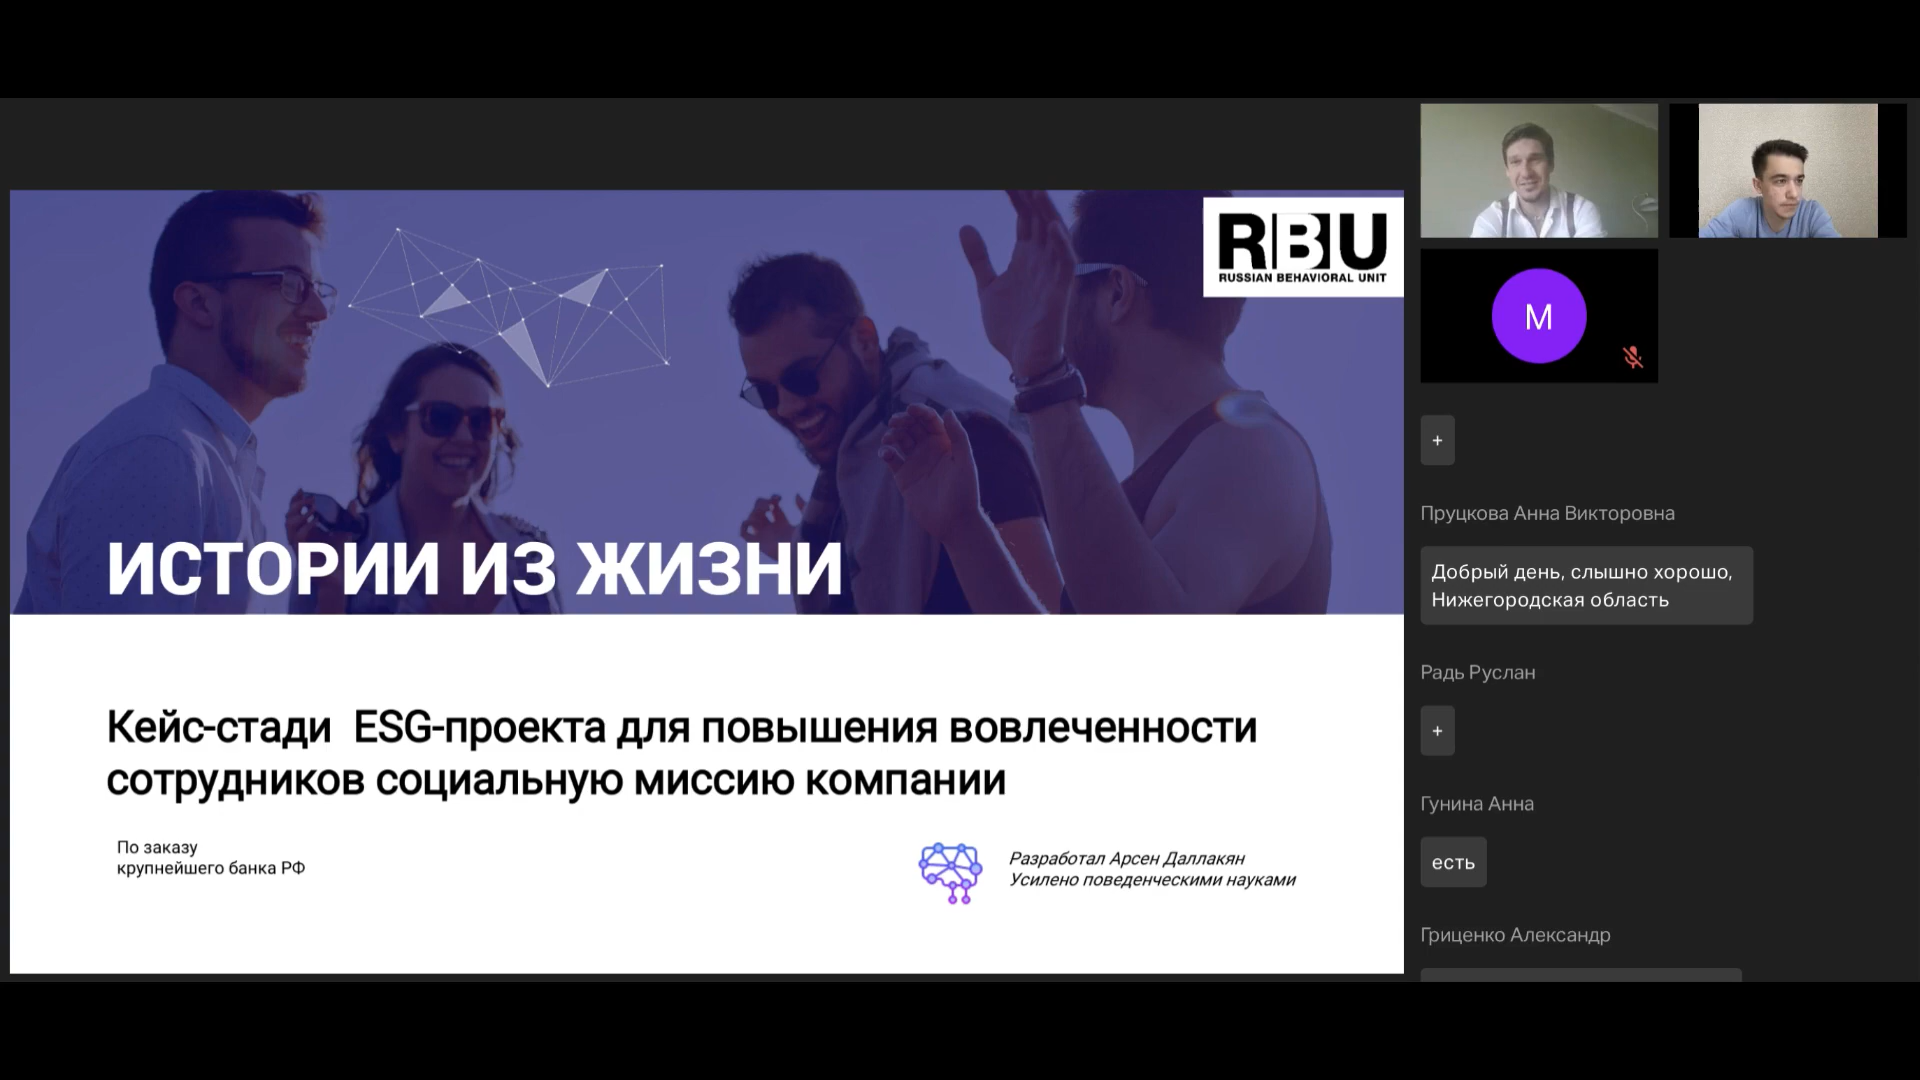 RBU
RUSSIAN BEHAVIORAL UNIT
ИСТОРИИ ИЗ ЖИЗНИ
Кейс-стади ESG-проекта для повышения вовлеченности
сотрудников социальную миссию компании
По заказу
крупнейшего банка РФ
Разработал Арсен Даллакян
Усилено поведенческими науками
М
+
Пруцкова Анна Викторовна
Добрый день, слышно хорошо,
Нижегородская область
Радь Руслан
+
Гунина Анна
есть
Гриценко Александр